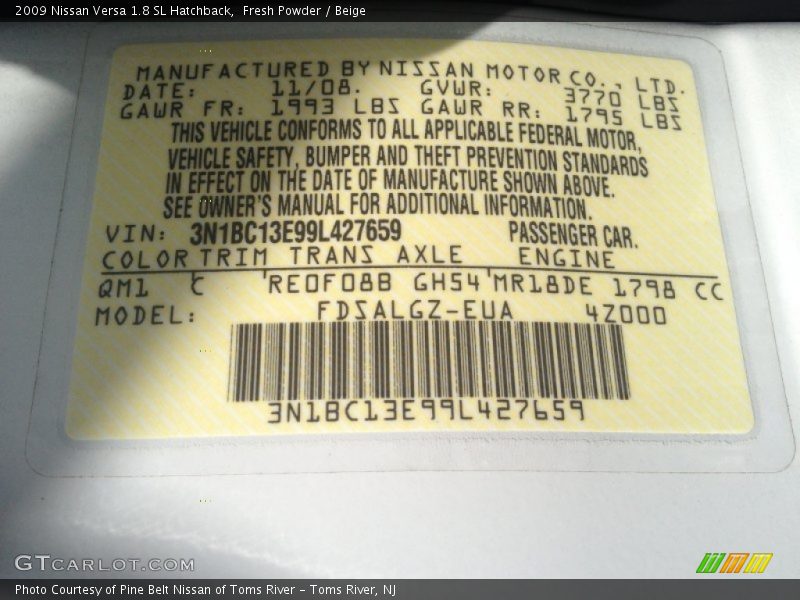 2009 Nissan Versa 1.8 SL Hatchback, Fresh Powder / Beige
MANUFACTURED BY NISSAN MOTOR CO., LTD.
DATE: 11/08. GVWR: 3770 LBS
GAWR FR: 1993 LBS GAWR RR: 1795 LBS
THIS VEHICLE CONFORMS TO ALL APPLICABLE FEDERAL MOTOR,
VEHICLE SAFETY, BUMPER AND THEFT PREVENTION STANDARDS
IN EFFECT ON THE DATE OF MANUFACTURE SHOWN ABOVE.
SEE OWNER'S MANUAL FOR ADDITIONAL INFORMATION.
VIN: 3N1BC13E99L427659 PASSENGER CAR.
COLOR TRIM TRANS AXLE ENGINE
QM1 C 'RE0F08B GH54 'MR18DE 1798 CC
MODEL: FDSALGZ-EUA 4Z000
3N1BC13E99L427659
GTCARLOT.COM
Photo Courtesy of Pine Belt Nissan of Toms River – Toms River, NJ